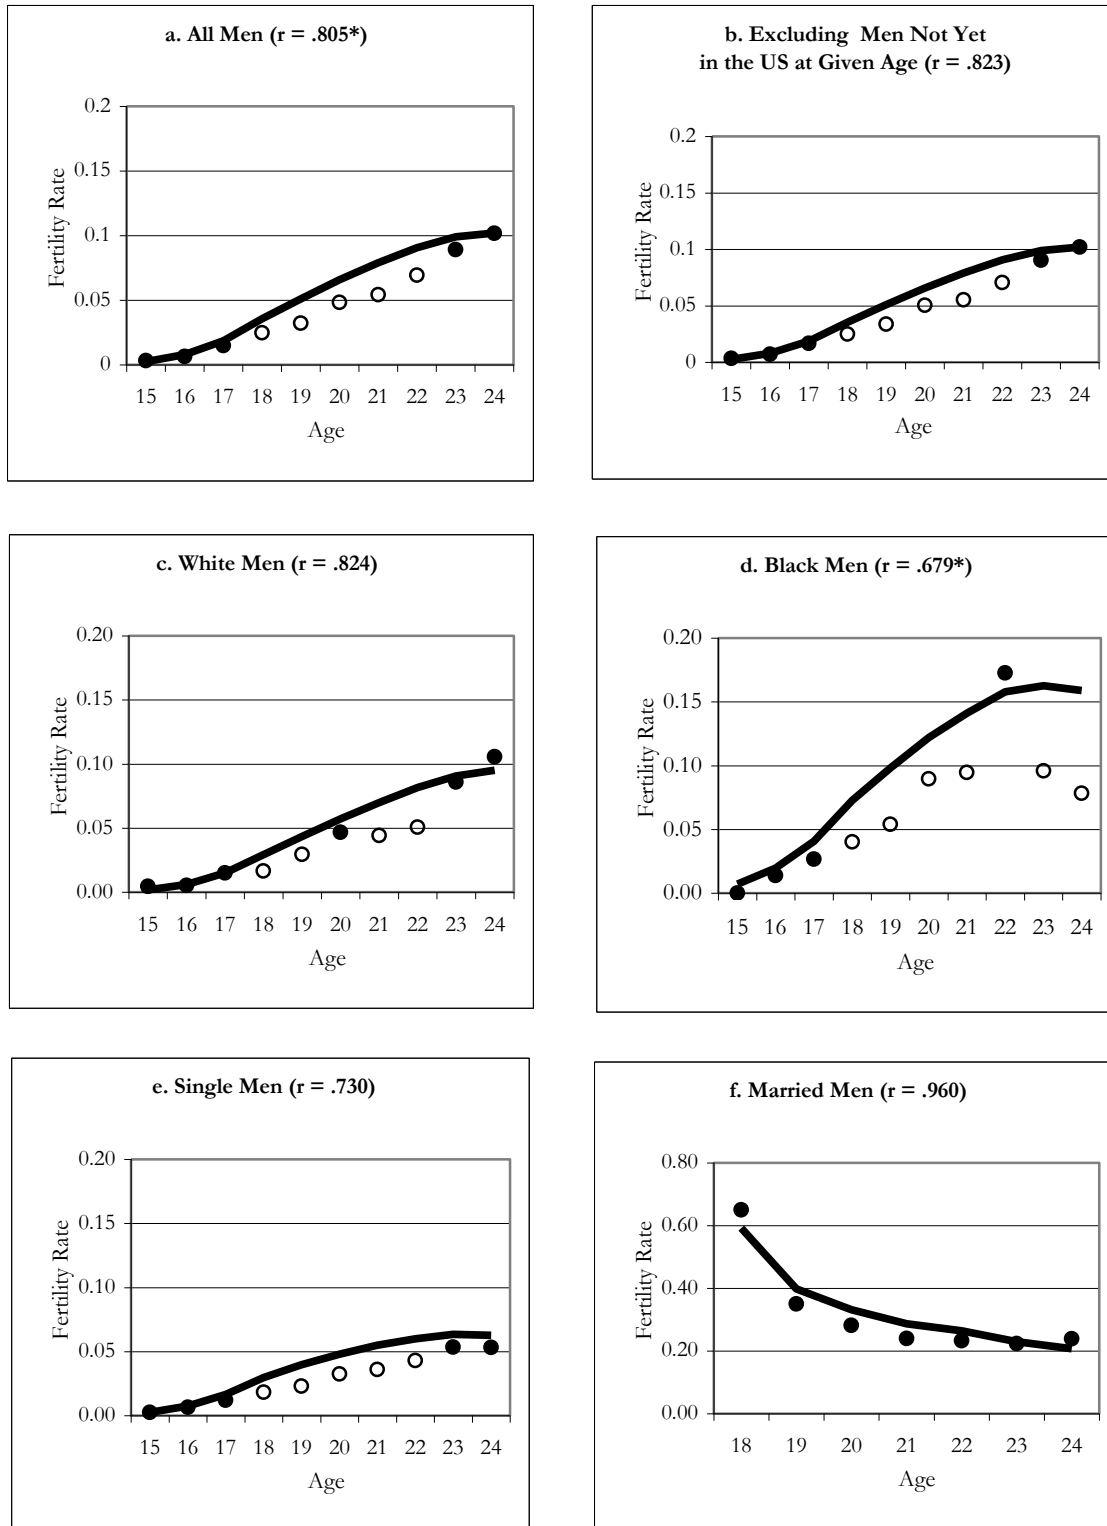 a. All Men (r = .805*)
0.2
0.15
0.1
0.05
0
Fertility Rate
15 16 17 18 19 20 21 22 23 24
Age
b. Excluding Men Not Yet
in the US at Given Age (r = .823)
0.2
0.15
0.1
0.05
0
Fertility Rate
15 16 17 18 19 20 21 22 23 24
Age
c. White Men (r = .824)
0.20
0.15
0.10
0.05
0.00
Fertility Rate
15 16 17 18 19 20 21 22 23 24
Age
d. Black Men (r = .679*)
0.20
0.15
0.10
0.05
0.00
Fertility Rate
15 16 17 18 19 20 21 22 23 24
Age
e. Single Men (r = .730)
0.20
0.15
0.10
0.05
0.00
Fertility Rate
15 16 17 18 19 20 21 22 23 24
Age
f. Married Men (r = .960)
0.80
0.60
0.40
0.20
0.00
Fertility Rate
18 19 20 21 22 23 24
Age